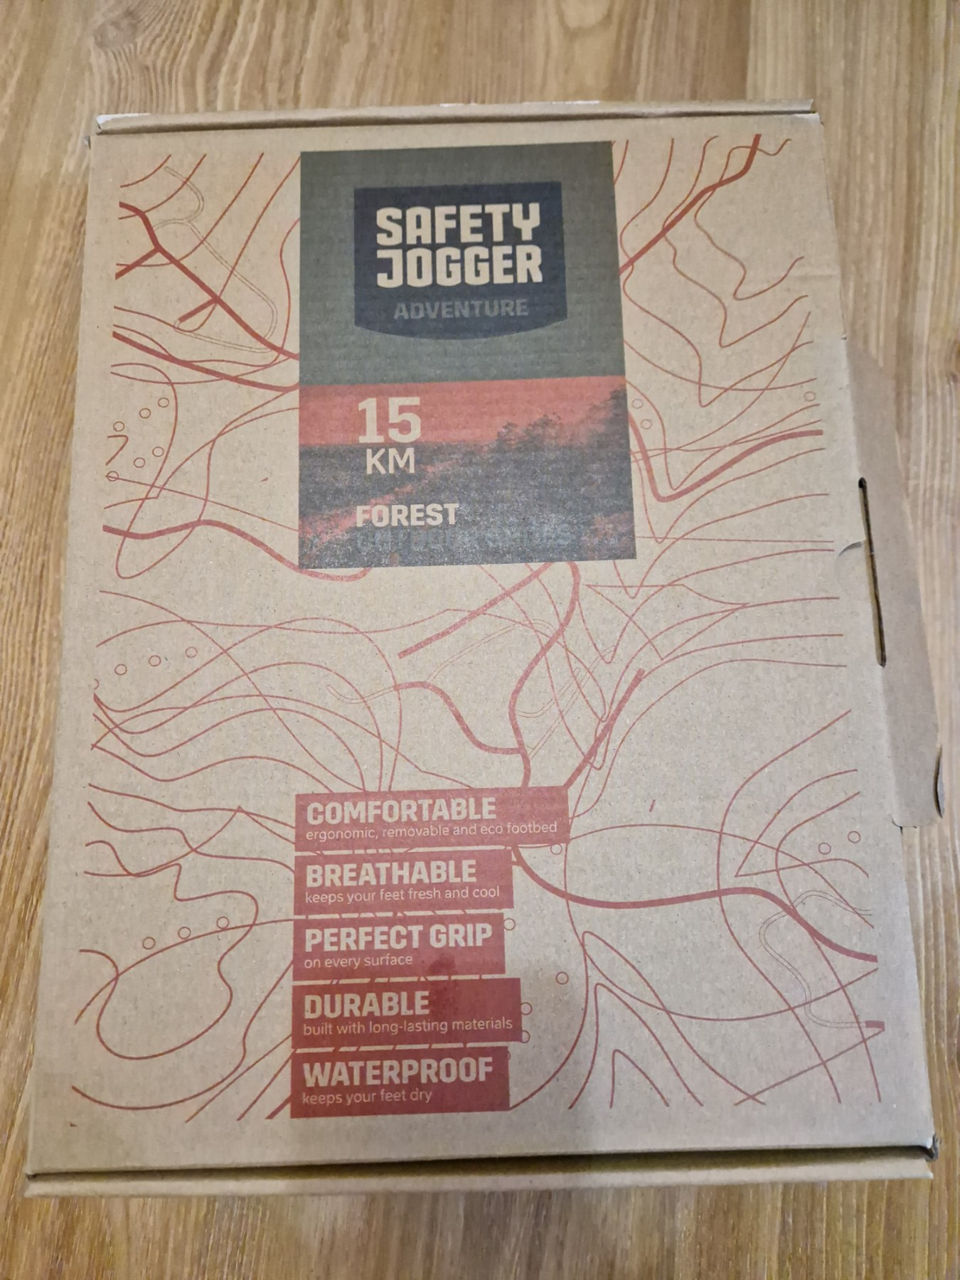 SAFETY
JOGGER
ADVENTURE
15
KM
FOREST
COMFORTABLE
ergonomic, removable and eco footbed
BREATHABLE
keeps your feet fresh and cool
PERFECT GRIP
on every surface
DURABLE
built with long-lasting materials
WATERPROOF
keeps your feet dry